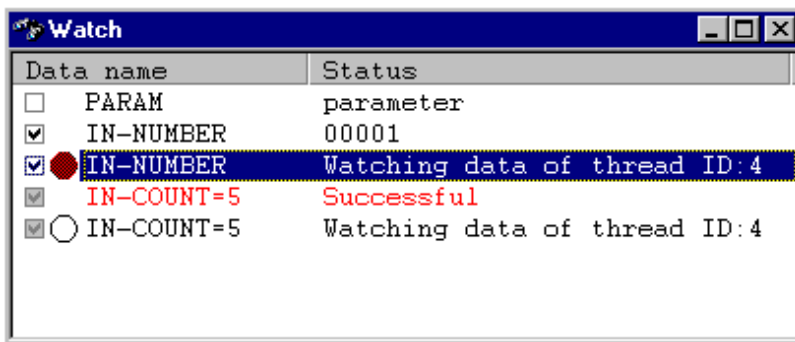 Watch
Data name Status
PARAM parameter
IN-NUMBER 00001
IN-NUMBER Watching data of thread ID:4
IN-COUNT=5 Successful
IN-COUNT=5 Watching data of thread ID:4